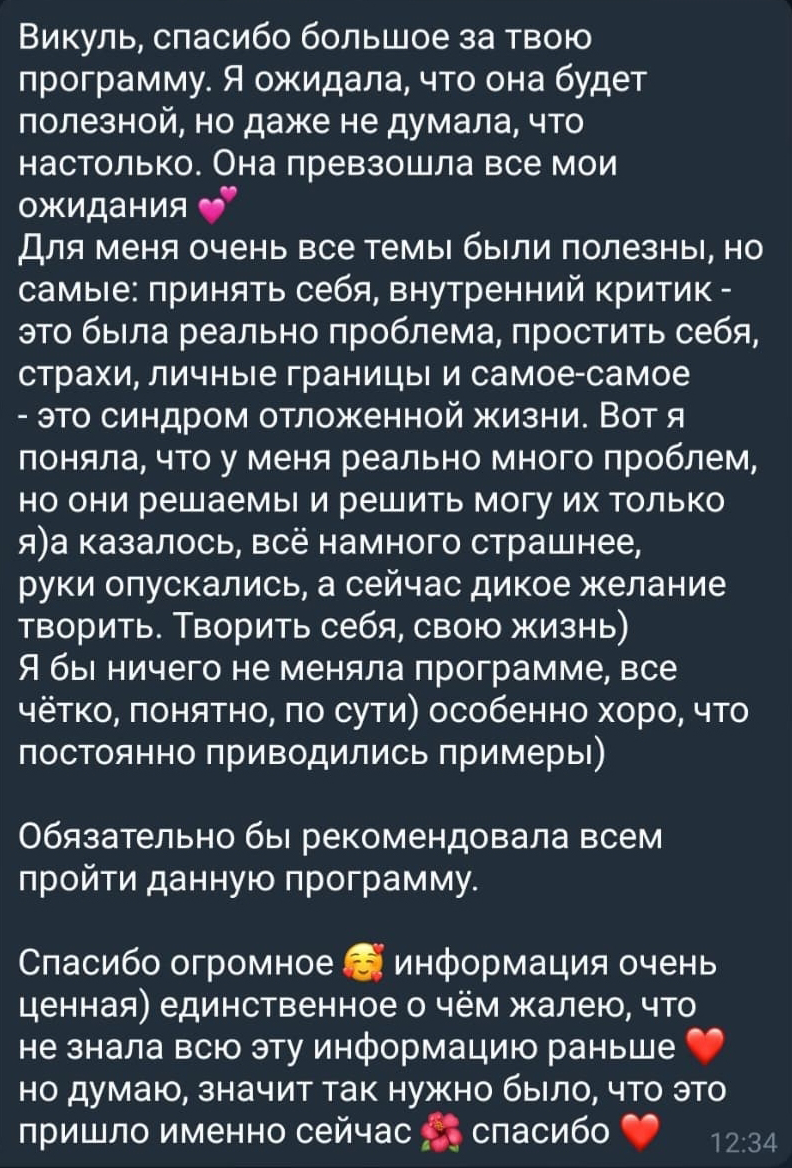 Викуль, спасибо большое за твою
программу. Я ожидала, что она будет
полезной, но даже не думала, что
настолько. Она превзошла все мои
ожидания 💕
Для меня очень все темы были полезны, но
самые: принять себя, внутренний критик -
это была реально проблема, простить себя,
страхи, личные границы и самое-самое
- это синдром отложенной жизни. Вот я
поняла, что у меня реально много проблем,
но они решаемы и решить могу их только
я)а казалось, всё намного страшнее,
руки опускались, а сейчас дикое желание
творить. Творить себя, свою жизнь)
Я бы ничего не меняла программе, все
чётко, понятно, по сути) особенно хоро, что
постоянно приводились примеры)
Обязательно бы рекомендовала всем
пройти данную программу.
Спасибо огромное 🥰 информация очень
ценная) единственное о чём жалею, что
не знала всю эту информацию раньше ❤️
но думаю, значит так нужно было, что это
пришло именно сейчас 🌺 спасибо ❤️
12:34